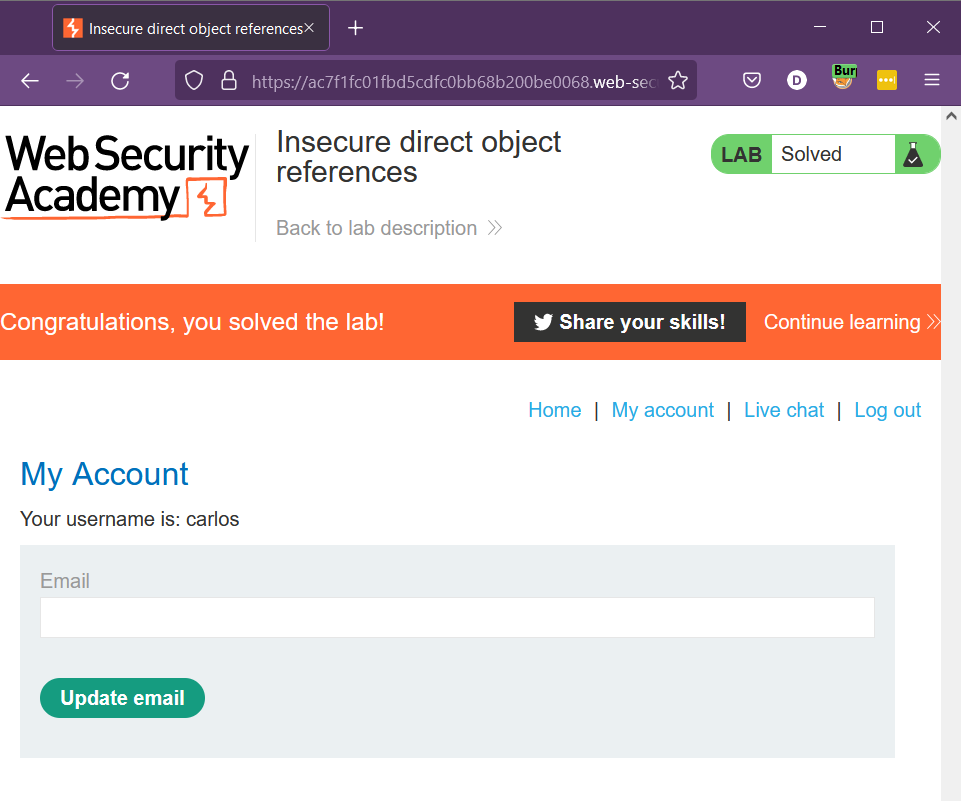 Insecure direct object references
Bur
D
https://ac7f1fc01fbd5cdfc0bb68b200be0068.web-sec
Web Security
Academy
Insecure direct object
references
LAB Solved
Back to lab description
Congratulations, you solved the lab!
Share your skills!
Continue learning
Home | My account | Live chat | Log out
My Account
Your username is: carlos
Email
Update email